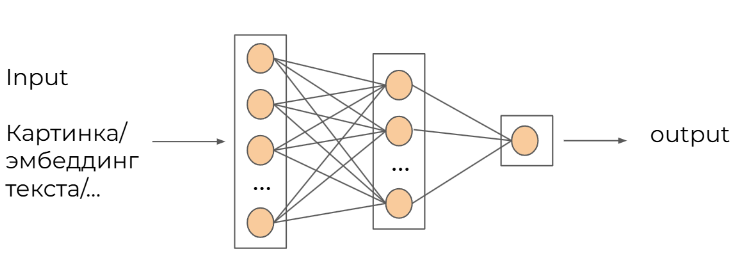 Input
Картинка/
эмбеддинг
текста/...
...
...
output